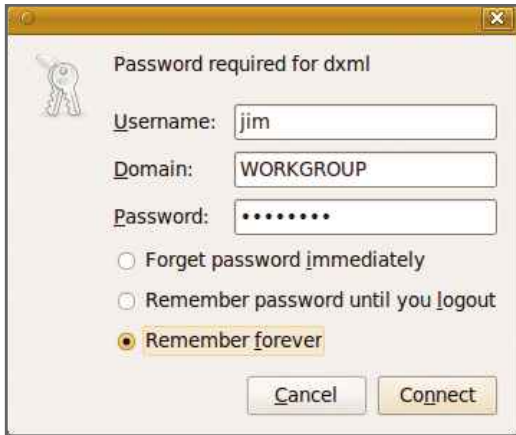 Password required for dxml
Username: jim
Domain: WORKGROUP
Password: ••••••••
Forget password immediately
Remember password until you logout
Remember forever
Cancel Connect